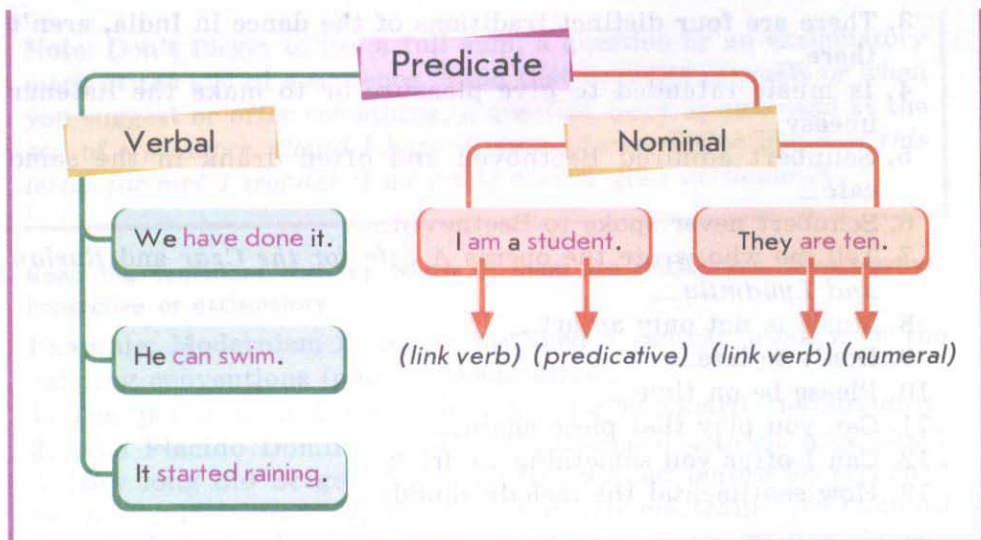 Predicate
Verbal
We have done it.
He can swim.
It started raining.
Nominal
I am a student.
They are ten.
(link verb) (predicative) (link verb) (numeral)